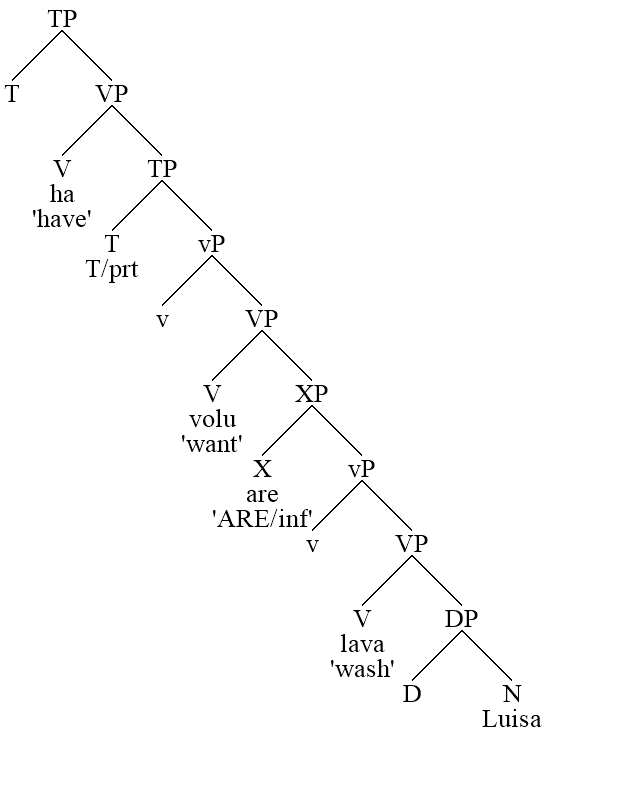 TP
T VP
V TP
ha
'have'
T vP
T/prt
v VP
V XP
volu
'want'
X vP
are
'ARE/inf'
v VP
V DP
lava
'wash'
D N
Luisa